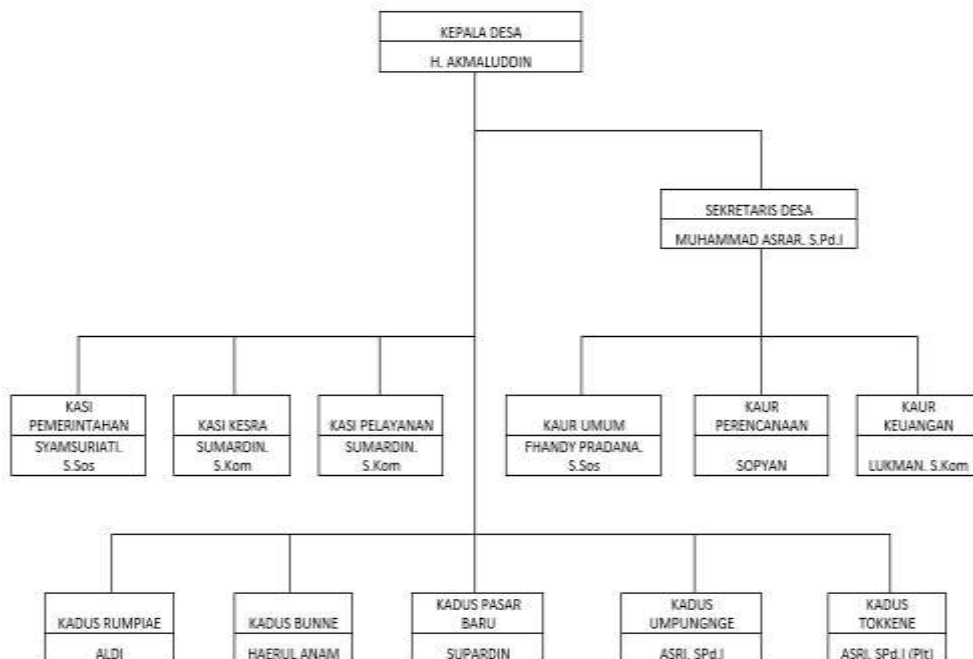 KEPALA DESA
H. AKMALUDDIN
SEKRETARIS DESA
MUHAMMAD ASRAR. S.Pd.I
KASI
PEMERINTAHAN
SYAMSURIATI.
S.Sos
KASI KESRA
SUMARDIN.
S.Kom
KASI PELAYANAN
SUMARDIN.
S.Kom
KAUR UMUM
FHANDY PRADANA.
S.Sos
KAUR
PERENCANAAN
SOPYAN
KAUR
KEUANGAN
LUKMAN. S.Kom
KADUS RUMPIAE
ALDI
KADUS BUNNE
HAERUL ANAM
KADUS PASAR
BARU
SUPARDIN
KADUS
UMPUNGNGE
ASRI. SPd.I
KADUS
TOKKENE
ASRI. SPd.I (Plt)